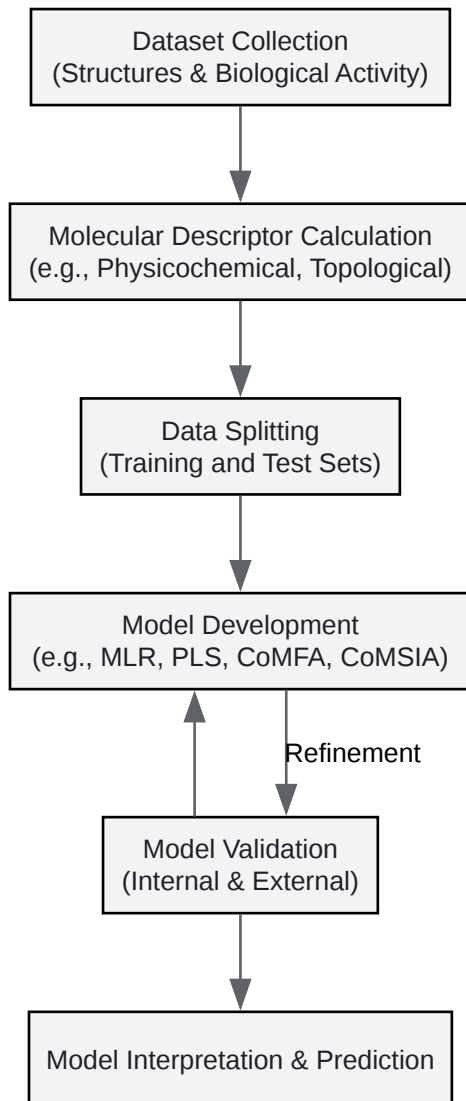 Dataset Collection
(Structures & Biological Activity)
Molecular Descriptor Calculation
(e.g., Physicochemical, Topological)
Data Splitting
(Training and Test Sets)
Model Development
(e.g., MLR, PLS, CoMFA, CoMSIA)
Refinement
Model Validation
(Internal & External)
Model Interpretation & Prediction